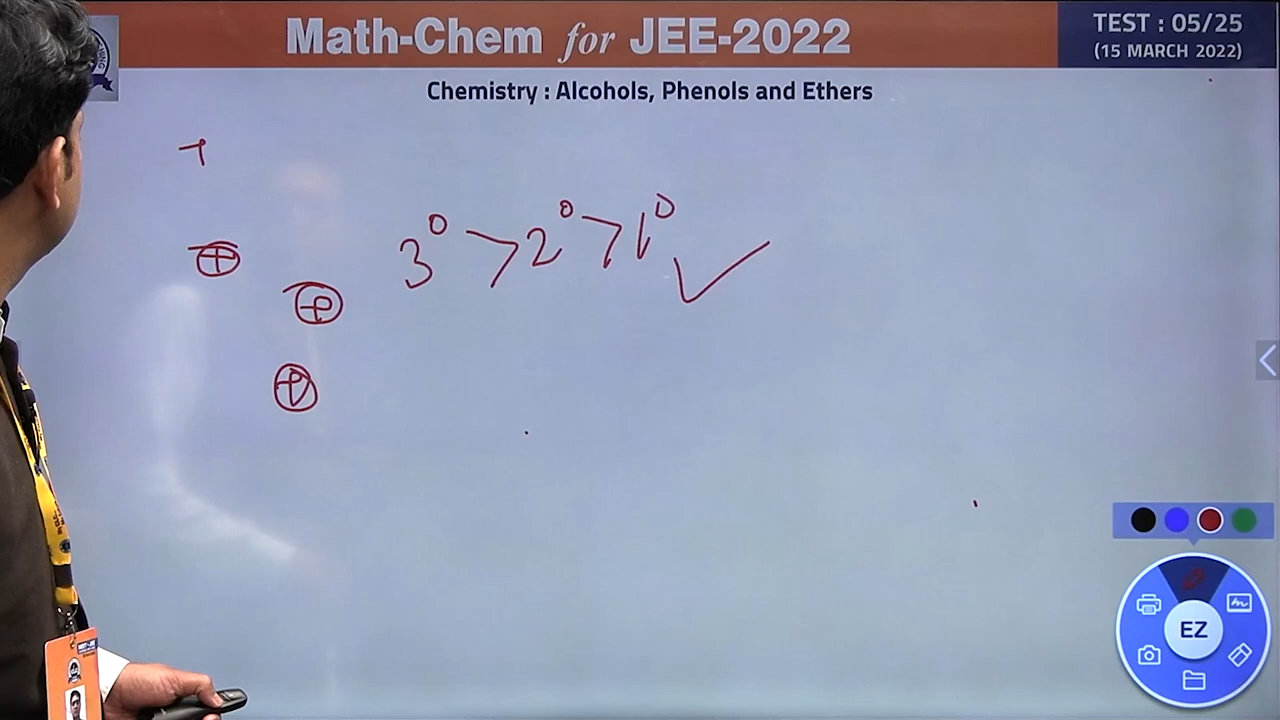 Math-Chem for JEE-2022
TEST : 05/25
(15 MARCH 2022)
Chemistry : Alcohols, Phenols and Ethers
+
⊕
⊕
⊕
3° > 2° > 1° ✓
EZ